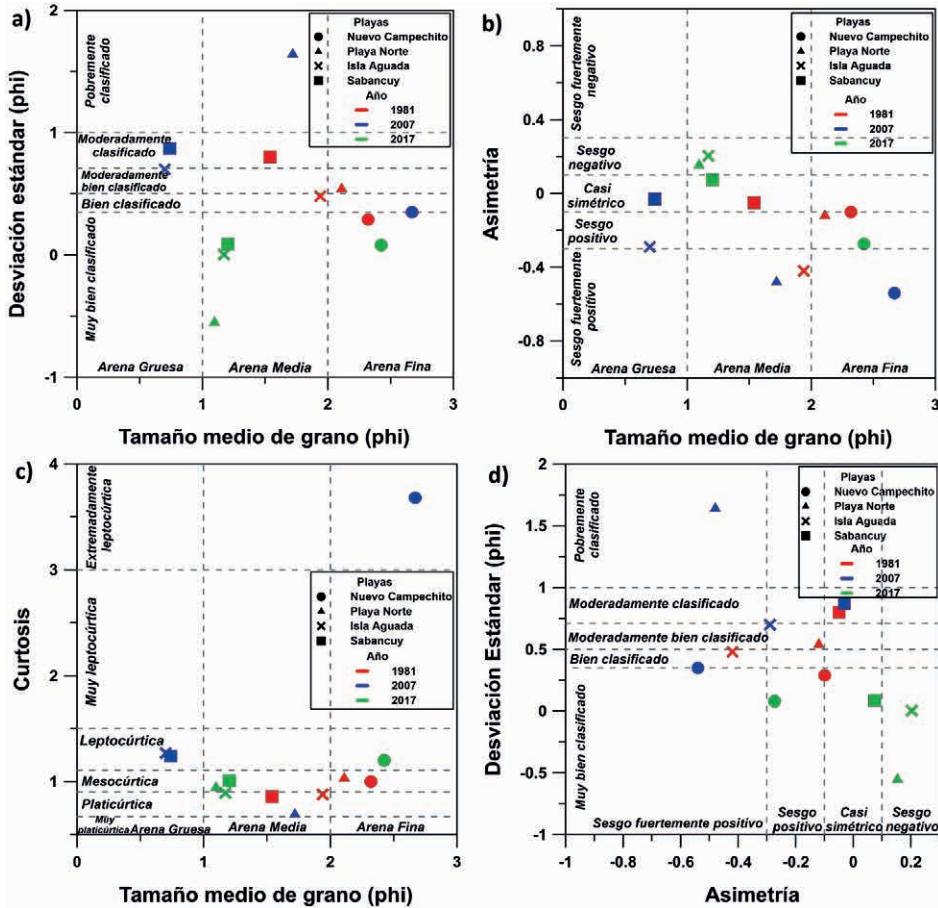 a)
Desviación estándar (phi)
2
1
0
-1
Pobremente
clasificado
Moderadamente
clasificado
Moderadamente
bien clasificado
Bien clasificado
Muy bien clasificado
Playas
Nuevo Campechito
Playa Norte
Isla Aguada
Sabancuy
Año
1981
2007
2017
Arena Gruesa
Arena Media
Arena Fina
0
1
2
3
Tamaño medio de grano (phi)
b)
Asimetría
0.8
0.4
0
-0.4
-0.8
Sesgo fuertemente
negativo
Sesgo
negativo
Casi
simétrico
Sesgo
positivo
Sesgo fuertemente
positivo
Playas
Nuevo Campechito
Playa Norte
Isla Aguada
Sabancuy
Año
1981
2007
2017
Arena Gruesa
Arena Media
Arena Fina
0
1
2
3
Tamaño medio de grano (phi)
c)
Curtosis
4
3
2
1
Extremadamente
leptocúrtica
Muy leptocúrtica
Leptocúrtica
Mesocúrtica
Platicúrtica
Muy
platicúrtica
Playas
Nuevo Campechito
Playa Norte
Isla Aguada
Sabancuy
Año
1981
2007
2017
Arena Gruesa
Arena Media
Arena Fina
0
1
2
3
Tamaño medio de grano (phi)
d)
Desviación Estándar (phi)
2
1.5
1
0.5
0
-0.5
-1
Pobremente
clasificado
Moderadamente clasificado
Moderadamente bien clasificado
Bien clasificado
Muy bien clasificado
Playas
Nuevo Campechito
Playa Norte
Isla Aguada
Sabancuy
Año
1981
2007
2017
Sesgo fuertemente positivo
Sesgo
positivo
Casi
simétrico
Sesgo
negativo
-1
-0.8
-0.6
-0.4
-0.2
0
0.2
Asimetría